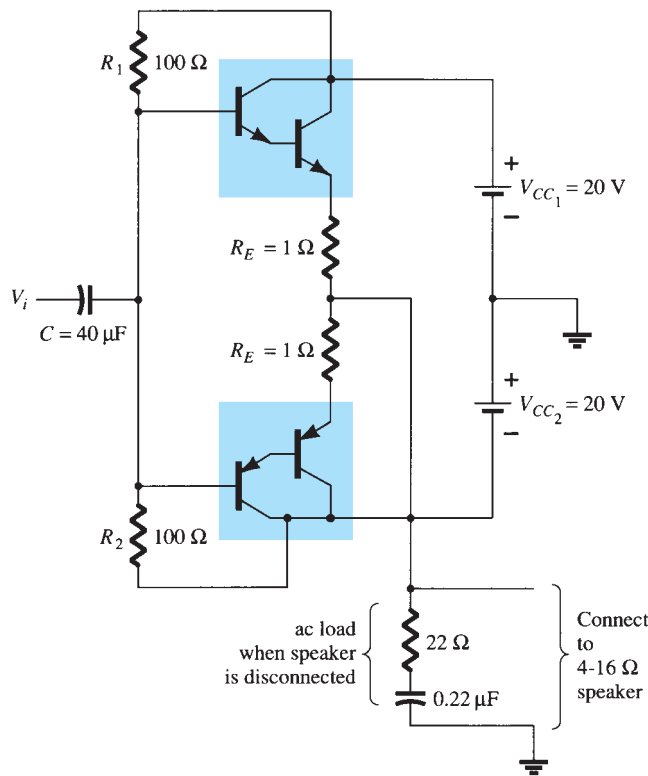 R1 100 Ω
VCC1 = 20 V
+
−
RE = 1 Ω
Vi
C = 40 µF
RE = 1 Ω
VCC2 = 20 V
+
−
R2 100 Ω
ac load
when speaker
is disconnected
22 Ω
0.22 µF
Connect
to
4-16 Ω
speaker